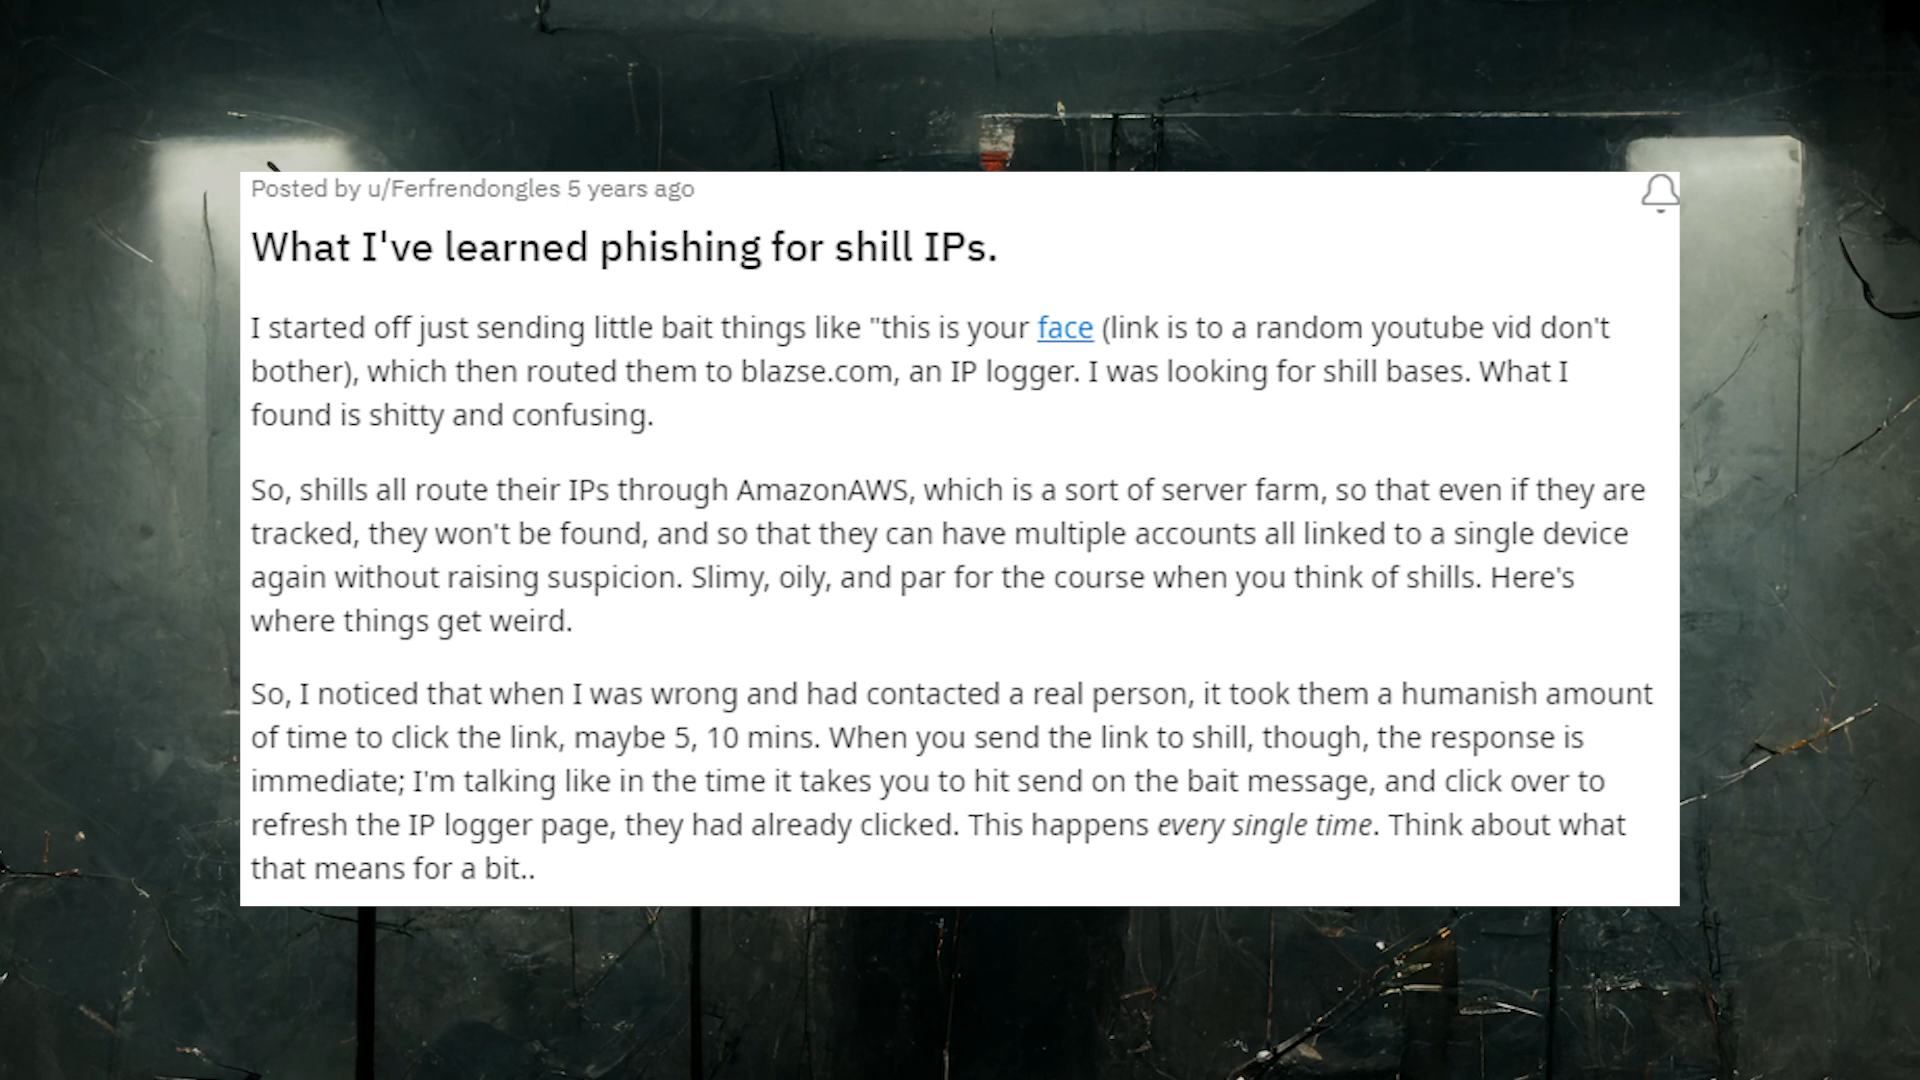 Posted by u/Ferfrendongles 5 years ago
What I've learned phishing for shill IPs.
I started off just sending little bait things like "this is your face (link is to a random youtube vid don't
bother), which then routed them to blazse.com, an IP logger. I was looking for shill bases. What I
found is shitty and confusing.
So, shills all route their IPs through AmazonAWS, which is a sort of server farm, so that even if they are
tracked, they won't be found, and so that they can have multiple accounts all linked to a single device
again without raising suspicion. Slimy, oily, and par for the course when you think of shills. Here's
where things get weird.
So, I noticed that when I was wrong and had contacted a real person, it took them a humanish amount
of time to click the link, maybe 5, 10 mins. When you send the link to shill, though, the response is
immediate; I'm talking like in the time it takes you to hit send on the bait message, and click over to
refresh the IP logger page, they had already clicked. This happens every single time. Think about what
that means for a bit..